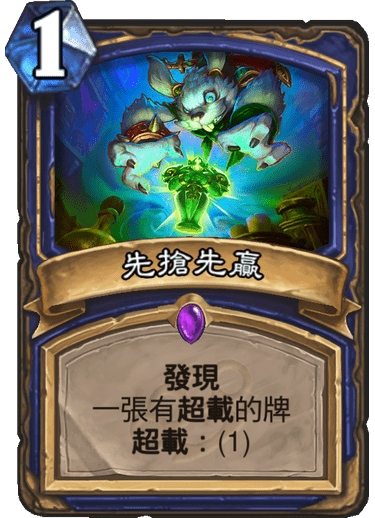 1
先搶先贏
發現
一張有超載的牌
超載：(1)